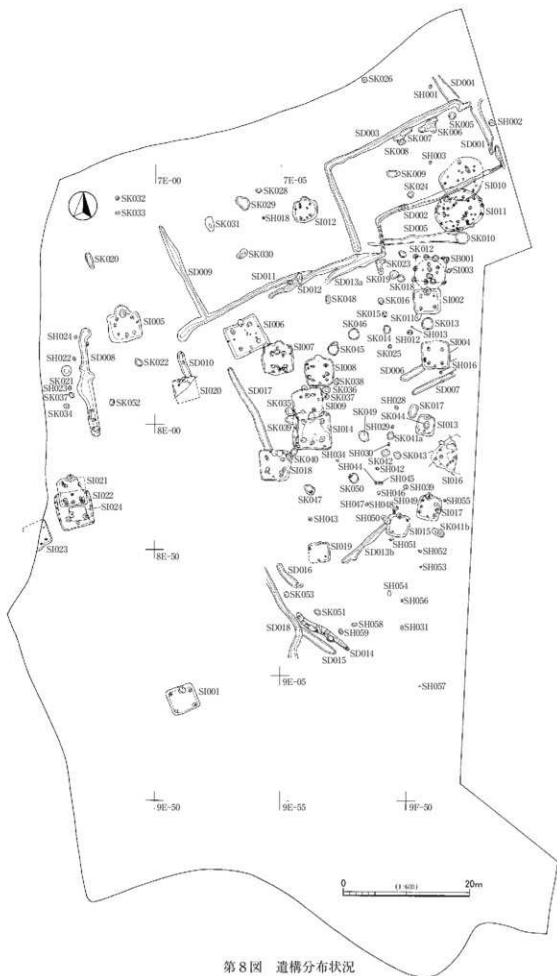 SK026
SH001
SD004
SK005
SH002
SD003
SK007
SK006
SK008
SD001
SH003
7E-00
7E-05
SK009
SI010
SK028
SK024
SK032
SK029
SK033
SH018
SI012
SD002
SI011
SK031
SD005
SK010
SK012
SK020
SD009
SK030
SK023
SB001
SD011
SD013a
SK019
SI003
SD012
SK018
SK048
SK016
SI002
SI005
SK015
SK011
SI006
SK013
SH024
SK046
SK014
SH013
SH012
SI007
SK045
SK025
SI004
SH022
SD008
SK022
SD010
SI008
SH016
SK021
SD017
SK038
SD006
SH023
SK036
SD007
SK037
SI020
SK037
SK034
SK052
SK035
SI009
SK049
SH028
SK017
SK044
SI014
SH029
SI013
8E-00
SK039
SK041a
SH030
SH034
SK042
SK043
SK040
SH042
SI016
SH044
SI018
SI021
SK050
SH045
SH039
SI022
SH046
SH055
SI024
SK047
SH049
SH047
SH048
SI017
SH043
SH050
SI015
SK041b
SI023
SH051
8E-50
SI019
SH052
SD013b
SH053
SD016
SH054
SK053
SH056
SK051
SH058
SH031
SD018
SH059
SD014
SD015
9E-05
SH057
SI001
9E-50
9E-55
9F-50
0
(1:600)
20m
第8図 遺構分布状況